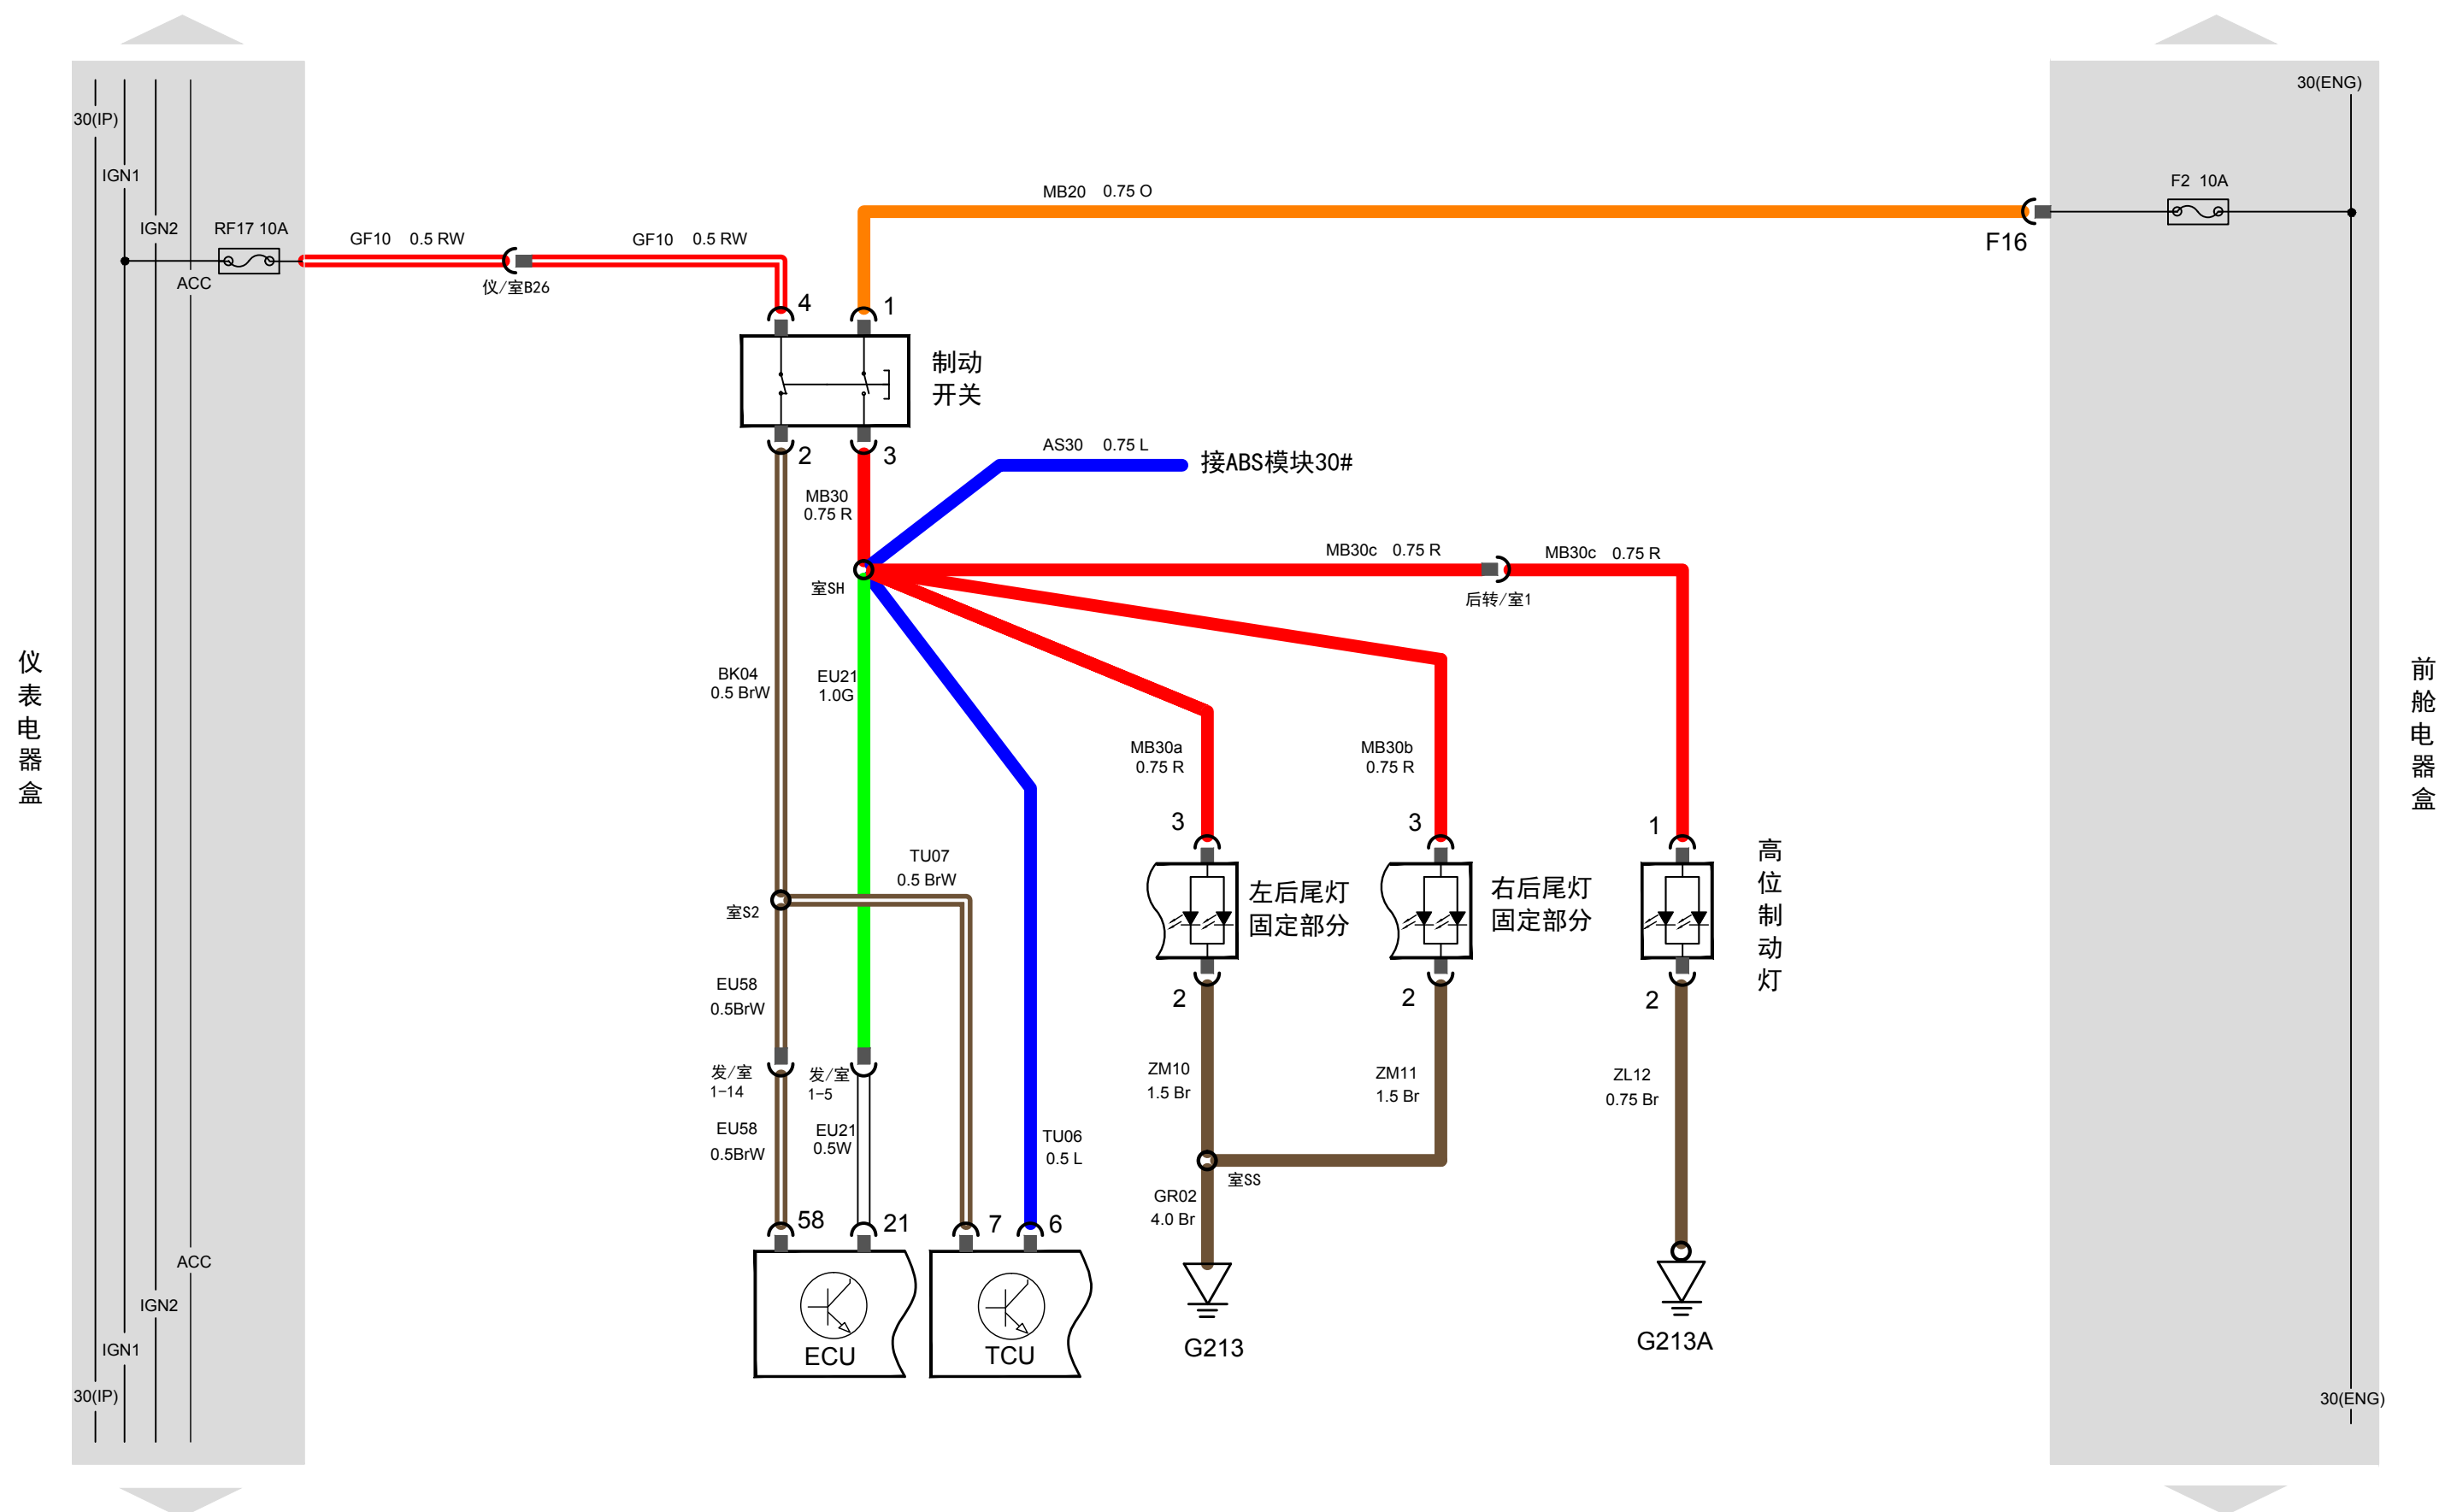 30(ENG)
30(IP)
IGN1
F2 10A
MB20 0.75 O
IGN2
RF17 10A
GF10 0.5 RW
GF10 0.5 RW
F16
ACC
仪/室B26
4
1
制动
开关
2
3
AS30 0.75 L
接ABS模块30#
MB30
0.75 R
MB30c 0.75 R
MB30c 0.75 R
室SH
后转/室1
仪表电器盒
前舱电器盒
BK04
0.5 BrW
EU21
1.0G
MB30a
0.75 R
MB30b
0.75 R
3
3
1
高位制动灯
TU07
0.5 BrW
左后尾灯
固定部分
右后尾灯
固定部分
室S2
EU58
0.5BrW
2
2
2
发/室
1-14
发/室
1-5
ZM10
1.5 Br
ZM11
1.5 Br
ZL12
0.75 Br
EU58
0.5BrW
EU21
0.5W
TU06
0.5 L
室SS
GR02
4.0 Br
58
21
7
6
ACC
IGN2
IGN1
30(IP)
ECU
TCU
G213
G213A
30(ENG)